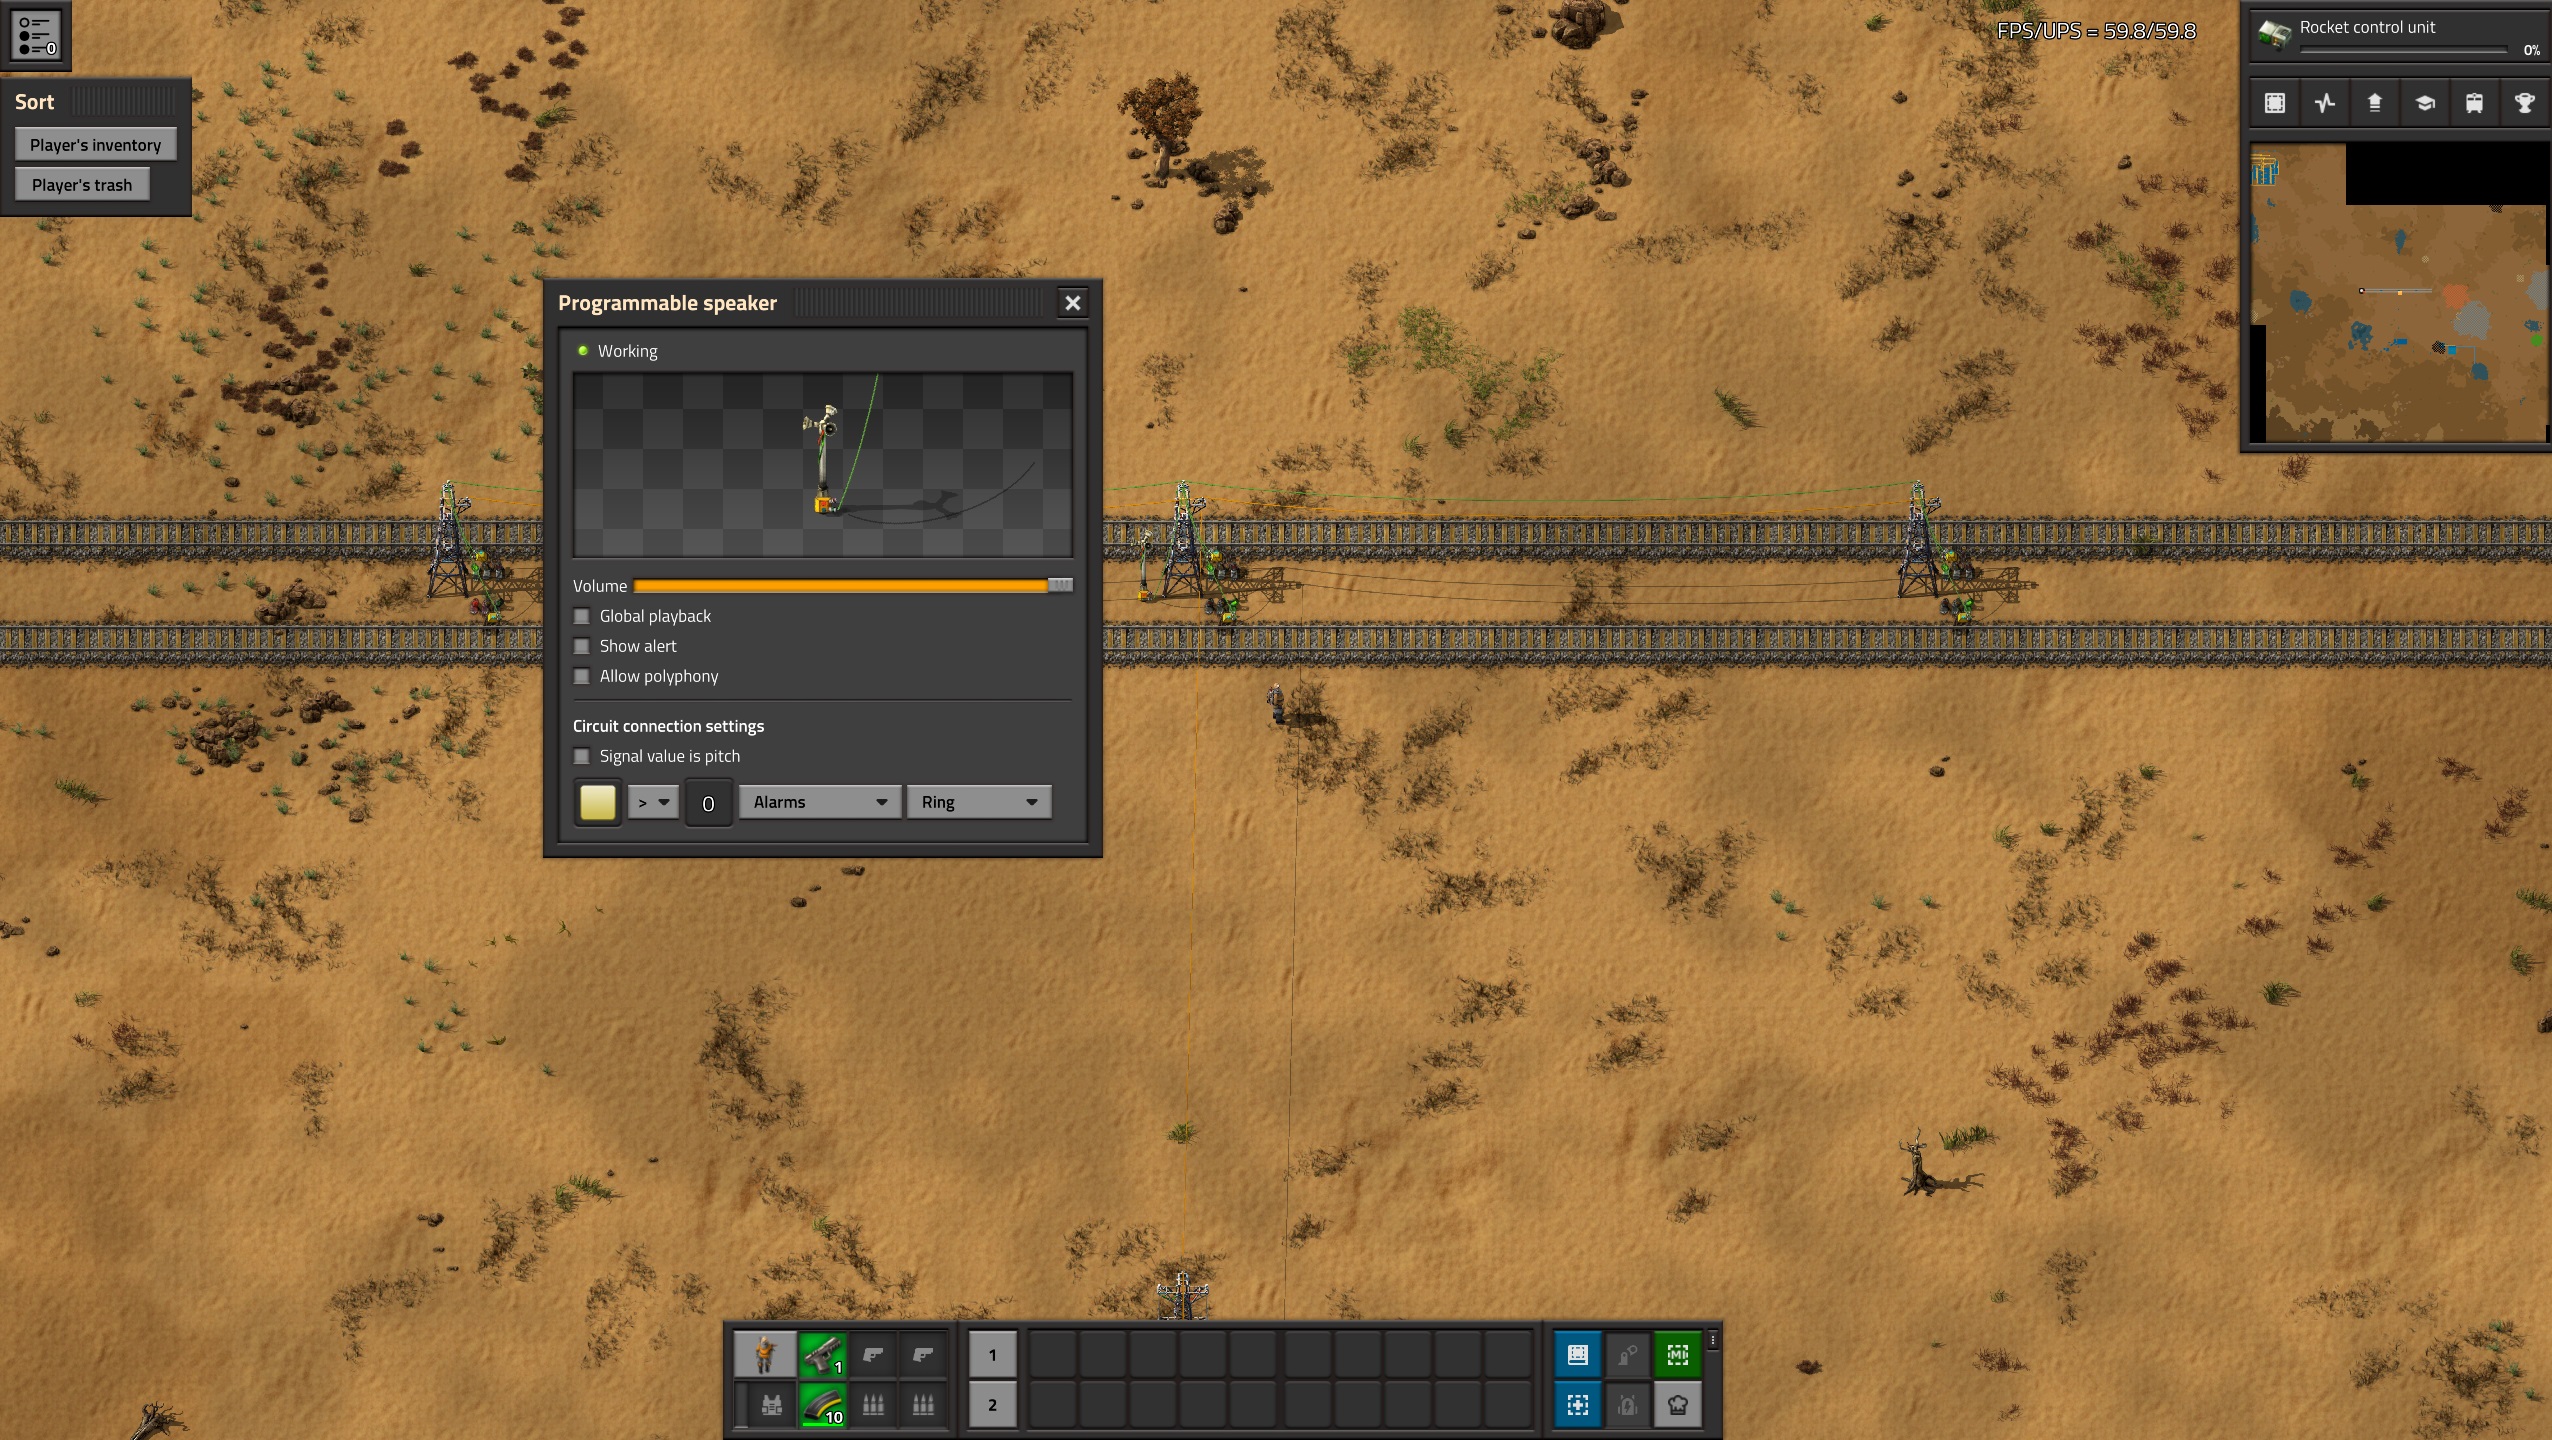 0
Sort
Player's inventory
Player's trash
FPS/UPS = 59.8/59.8
Rocket control unit
0%
Programmable speaker
Working
Volume
Global playback
Show alert
Allow polyphony
Circuit connection settings
Signal value is pitch
> 0 Alarms Ring
1 1
10 2
MI